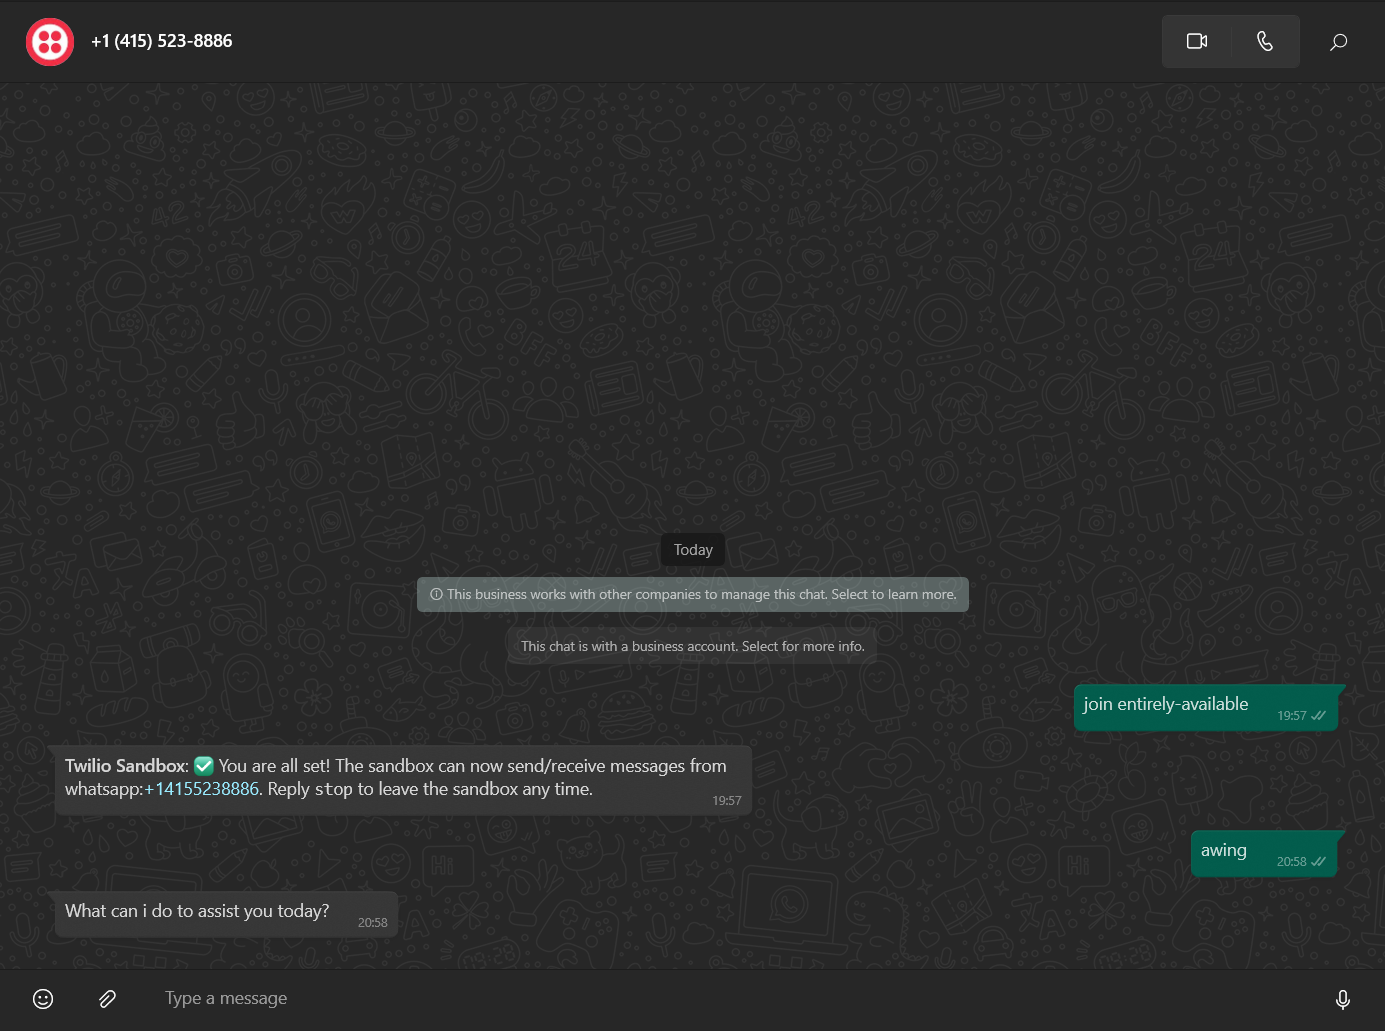 +1 (415) 523-8886
Today
This business works with other companies to manage this chat. Select to learn more.
This chat is with a business account. Select for more info.
join entirely-available
19:57
Twilio Sandbox: ✅ You are all set! The sandbox can now send/receive messages from
whatsapp:+14155238886. Reply stop to leave the sandbox any time.
19:57
awing
20:58
What can i do to assist you today?
20:58
Type a message